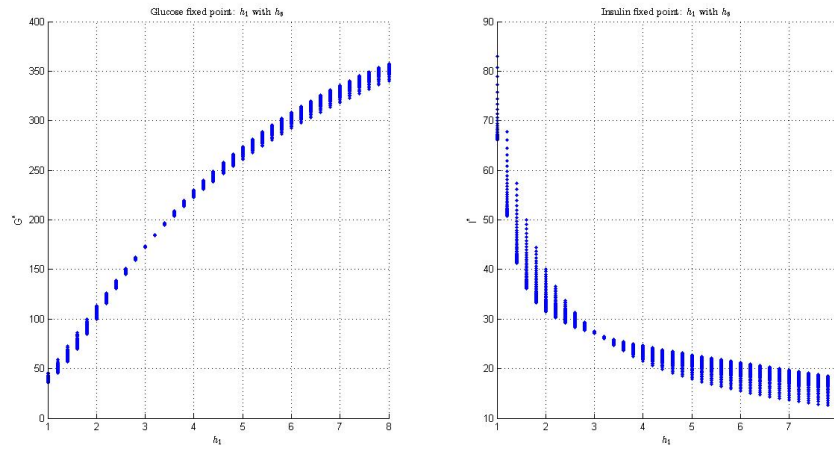 Glucose fixed point: h₁ with h₈
400
350
300
250
200
150
100
50
0
G*
1 2 3 4 5 6 7 8
h₁
Insulin fixed point: h₁ with h₈
90
80
70
60
50
40
30
20
10
I*
1 2 3 4 5 6 7
h₁